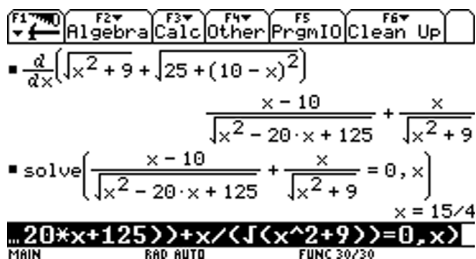 F1 F2 F3 F4 F5 F6
Algebra Calc Other PrgmIO Clean Up
■ d/dx(√(x² + 9) + √(25 + (10 - x)²))
(x - 10)/√(x² - 20·x + 125) + x/√(x² + 9)
■ solve((x - 10)/√(x² - 20·x + 125) + x/√(x² + 9) = 0, x)
x = 15/4
…20*x+125))+x/(√(x^2+9))=0,x)
MAIN RAD AUTO FUNC 30/30